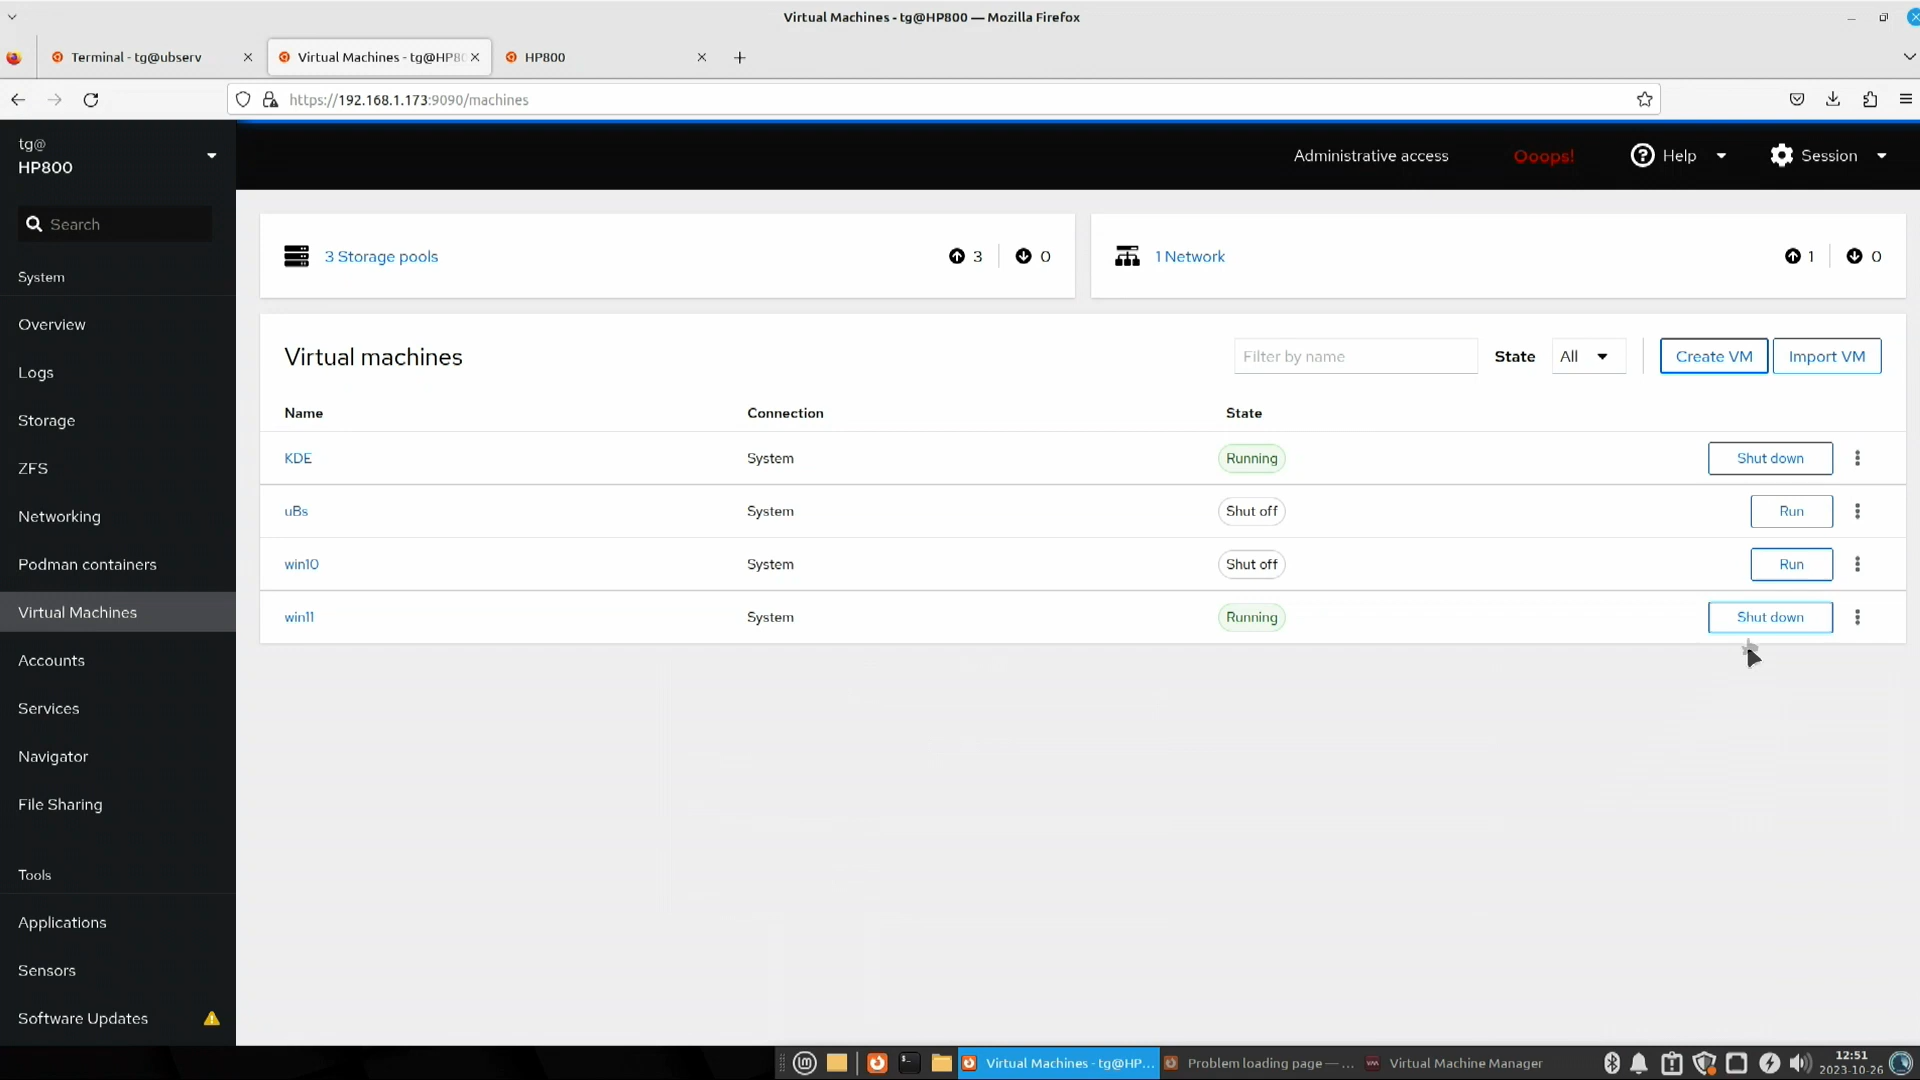 Virtual Machines - tg@HP800 — Mozilla Firefox
Terminal - tg@ubserv
Virtual Machines - tg@HP80
HP800
https://192.168.1.173:9090/machines
tg@
HP800
Administrative access
Ooops!
Help
Session
Search
System
Overview
Logs
Storage
ZFS
Networking
Podman containers
Virtual Machines
Accounts
Services
Navigator
File Sharing
Tools
Applications
Sensors
Software Updates
3 Storage pools
3
0
1 Network
1
0
Virtual machines
Filter by name
State
All
Create VM
Import VM
Name Connection State
KDE System Running Shut down
uBs System Shut off Run
win10 System Shut off Run
win11 System Running Shut down
Virtual Machines - tg@HP...
Problem loading page — ...
Virtual Machine Manager
12:51
2023-10-26